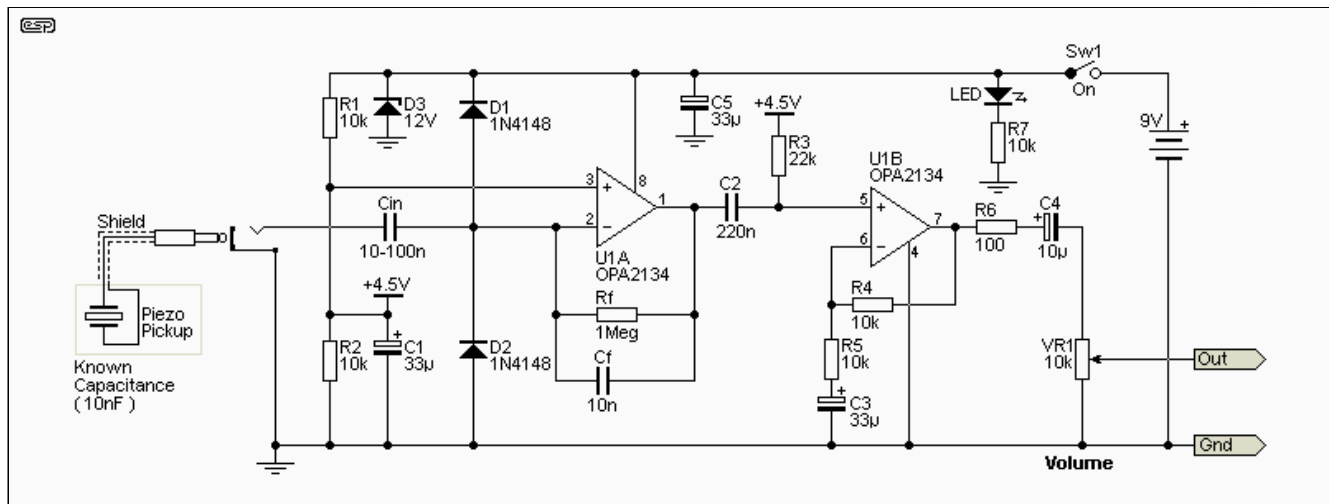 esp
Sw1
On
R1
10k
D3
12V
D1
1N4148
C5
33µ
+4.5V
R3
22k
LED
R7
10k
9V
+
U1B
OPA2134
3
+
8
1
2
−
C2
220n
5
+
7
6
−
4
R6
100
C4
+
10µ
Shield
Cin
10-100n
U1A
OPA2134
+4.5V
Rf
1Meg
R4
10k
Piezo
Pickup
R2
10k
+
C1
33µ
D2
1N4148
Cf
10n
R5
10k
VR1
10k
Out
Known
Capacitance
( 10nF )
+
C3
33µ
Volume
Gnd